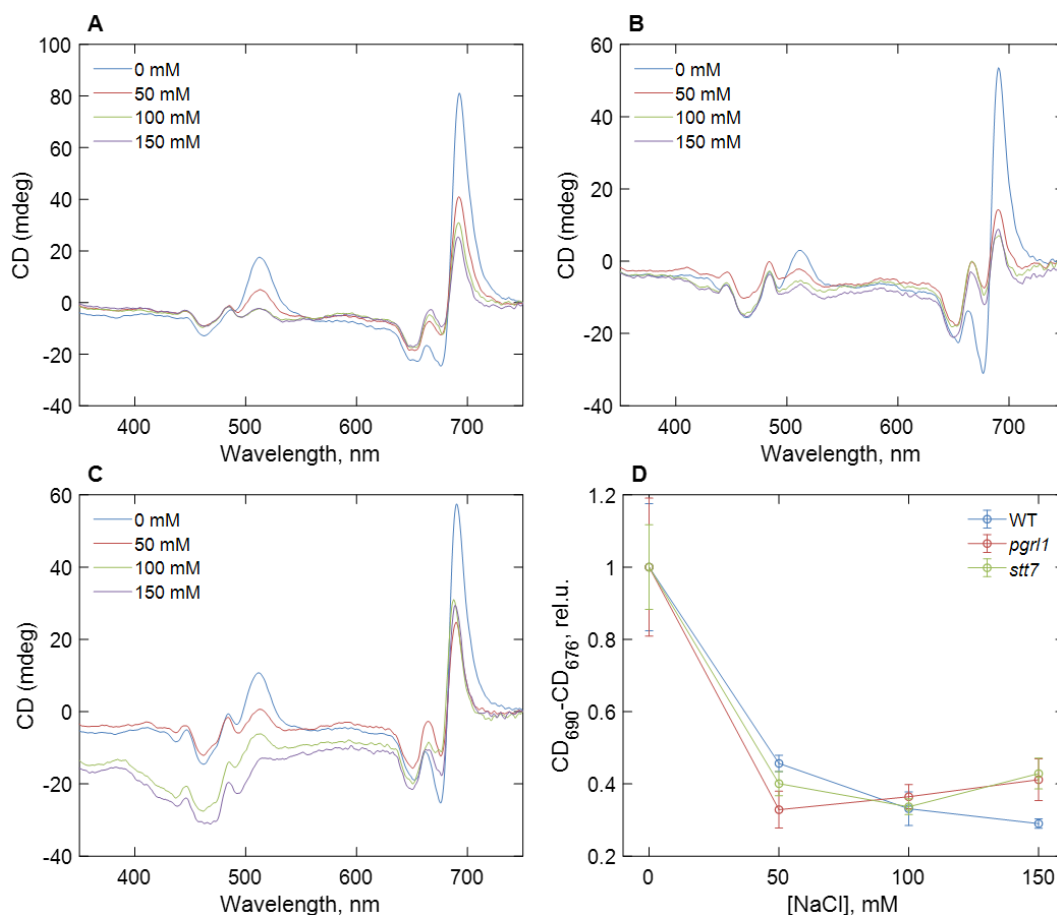 A
CD (mdeg)
100
80
60
40
20
0
-20
-40
0 mM
50 mM
100 mM
150 mM
400 500 600 700
Wavelength, nm
B
CD (mdeg)
60
40
20
0
-20
-40
0 mM
50 mM
100 mM
150 mM
400 500 600 700
Wavelength, nm
C
CD (mdeg)
60
40
20
0
-20
-40
0 mM
50 mM
100 mM
150 mM
400 500 600 700
Wavelength, nm
D
CD690-CD676, rel.u.
1.2
1
0.8
0.6
0.4
0.2
WT
pgrl1
stt7
0 50 100 150
[NaCl], mM